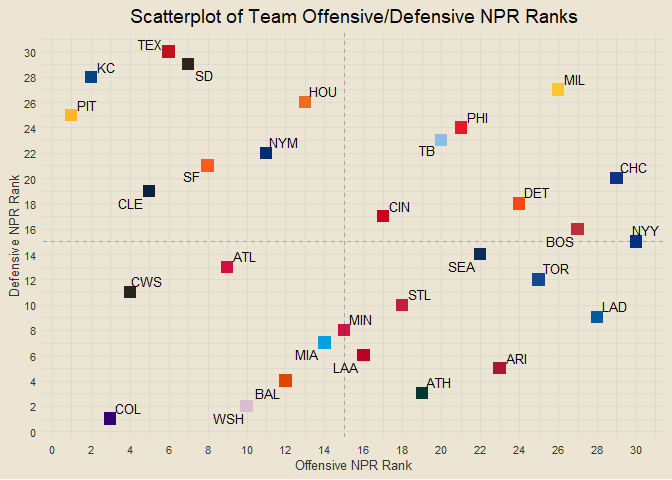 Scatterplot of Team Offensive/Defensive NPR Ranks
Defensive NPR Rank
30
28
26
24
22
20
18
16
14
12
10
8
6
4
2
0
TEX
KC
SD
MIL
HOU
PIT
PHI
NYM
TB
SF
CHC
CLE
DET
CIN
NYY
BOS
ATL
SEA
TOR
CWS
STL
LAD
MIN
MIA
LAA
ARI
BAL
ATH
COL
WSH
0 2 4 6 8 10 12 14 16 18 20 22 24 26 28 30
Offensive NPR Rank